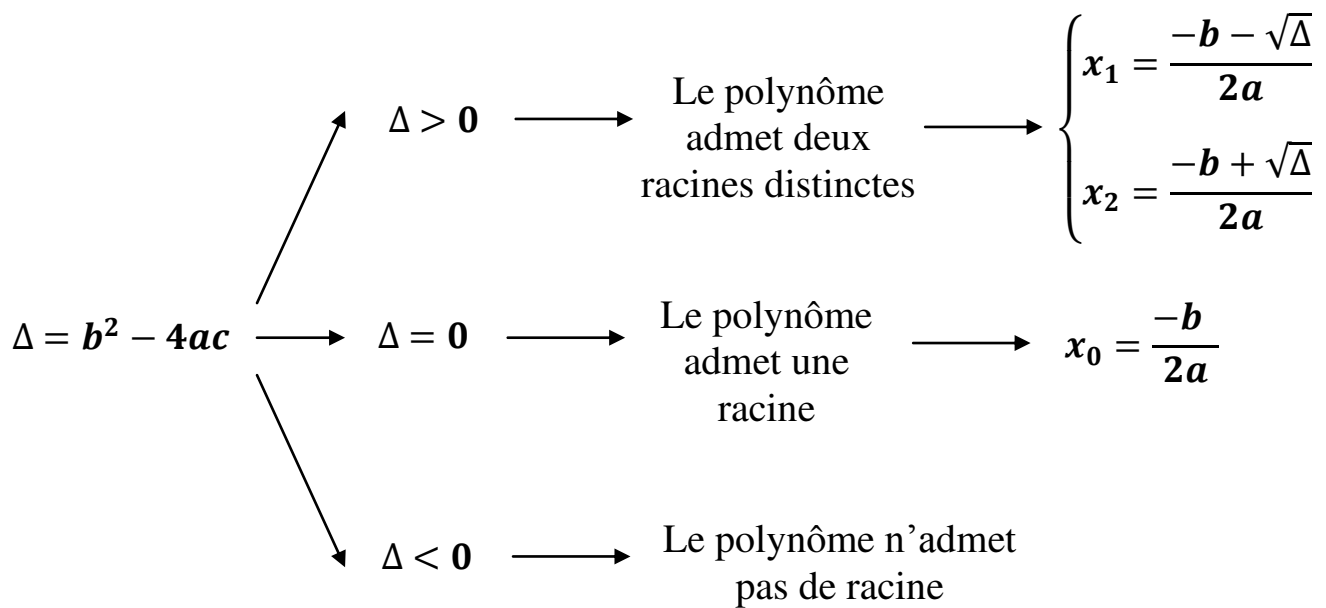 Δ > 0
Le polynôme
admet deux
racines distinctes
x₁ = (-b - √Δ) / 2a
x₂ = (-b + √Δ) / 2a
Δ = b² - 4ac
Δ = 0
Le polynôme
admet une
racine
x₀ = -b / 2a
Δ < 0
Le polynôme n’admet
pas de racine